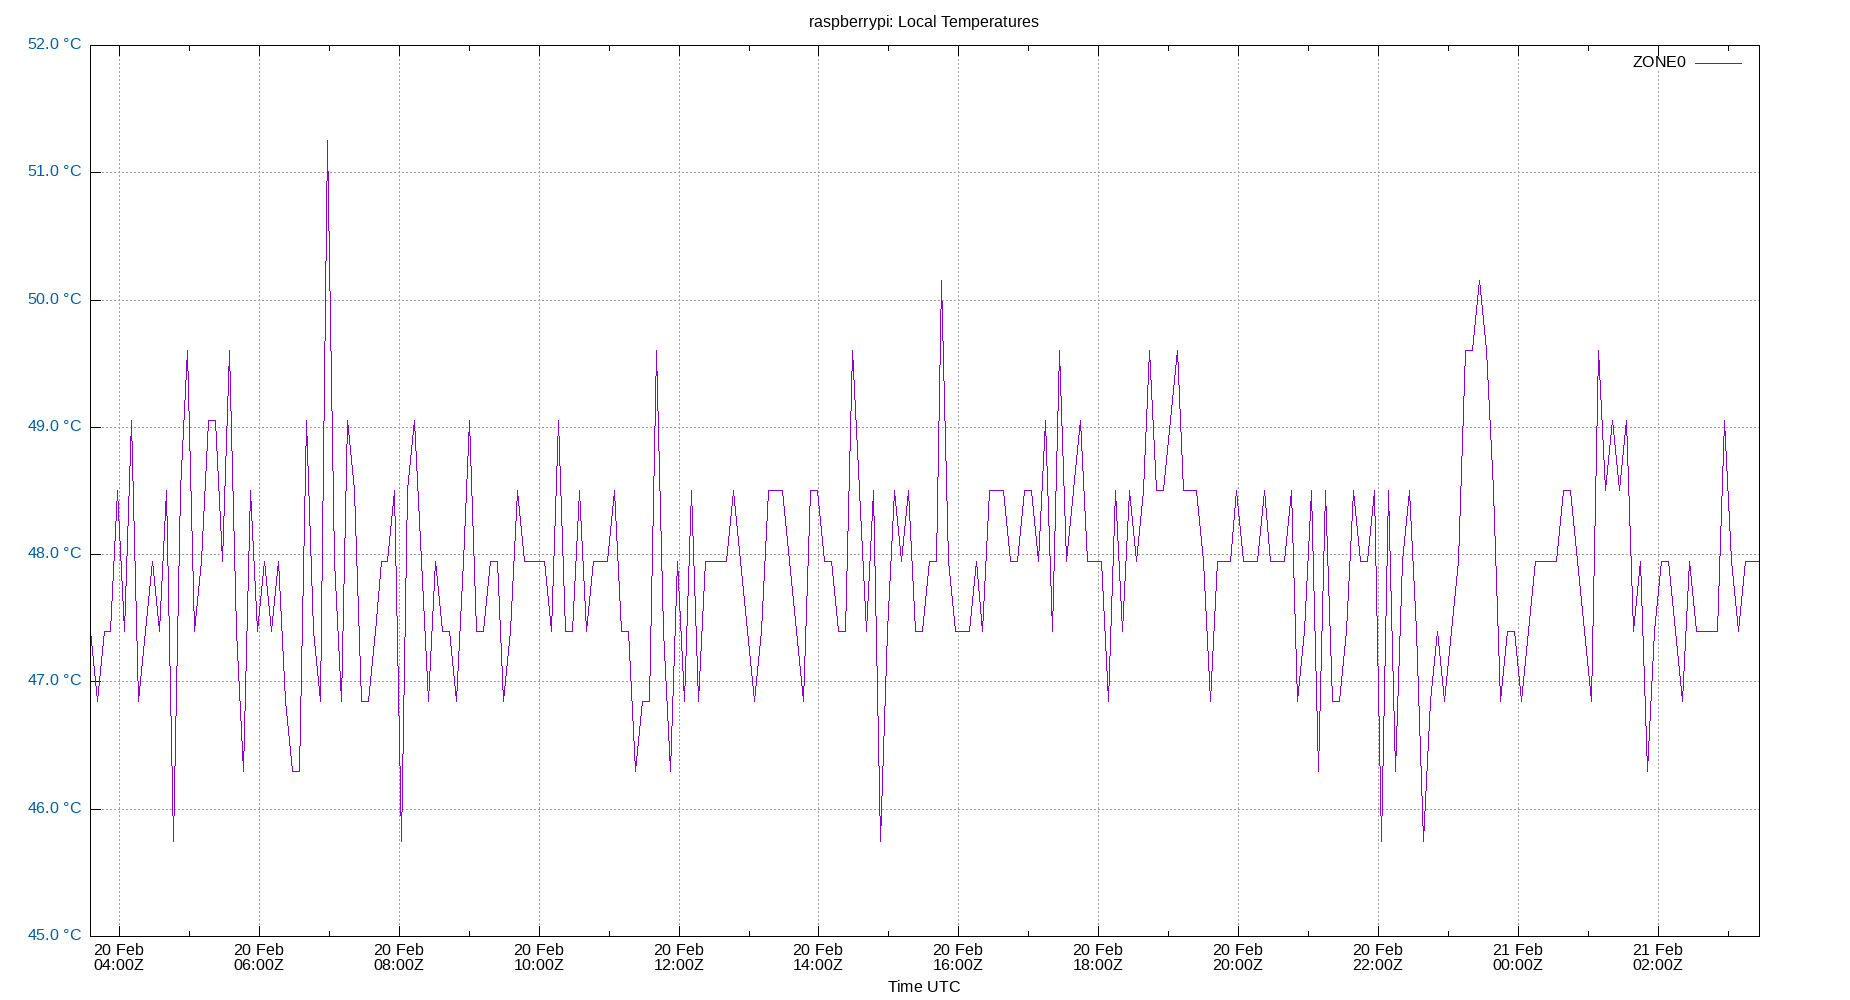 raspberrypi: Local Temperatures
52.0 °C
ZONE0
51.0 °C
50.0 °C
49.0 °C
48.0 °C
47.0 °C
46.0 °C
45.0 °C
20 Feb 20 Feb 20 Feb 20 Feb 20 Feb 20 Feb 20 Feb 20 Feb 20 Feb 20 Feb 21 Feb 21 Feb
04:00Z 06:00Z 08:00Z 10:00Z 12:00Z 14:00Z 16:00Z 18:00Z 20:00Z 22:00Z 00:00Z 02:00Z
Time UTC